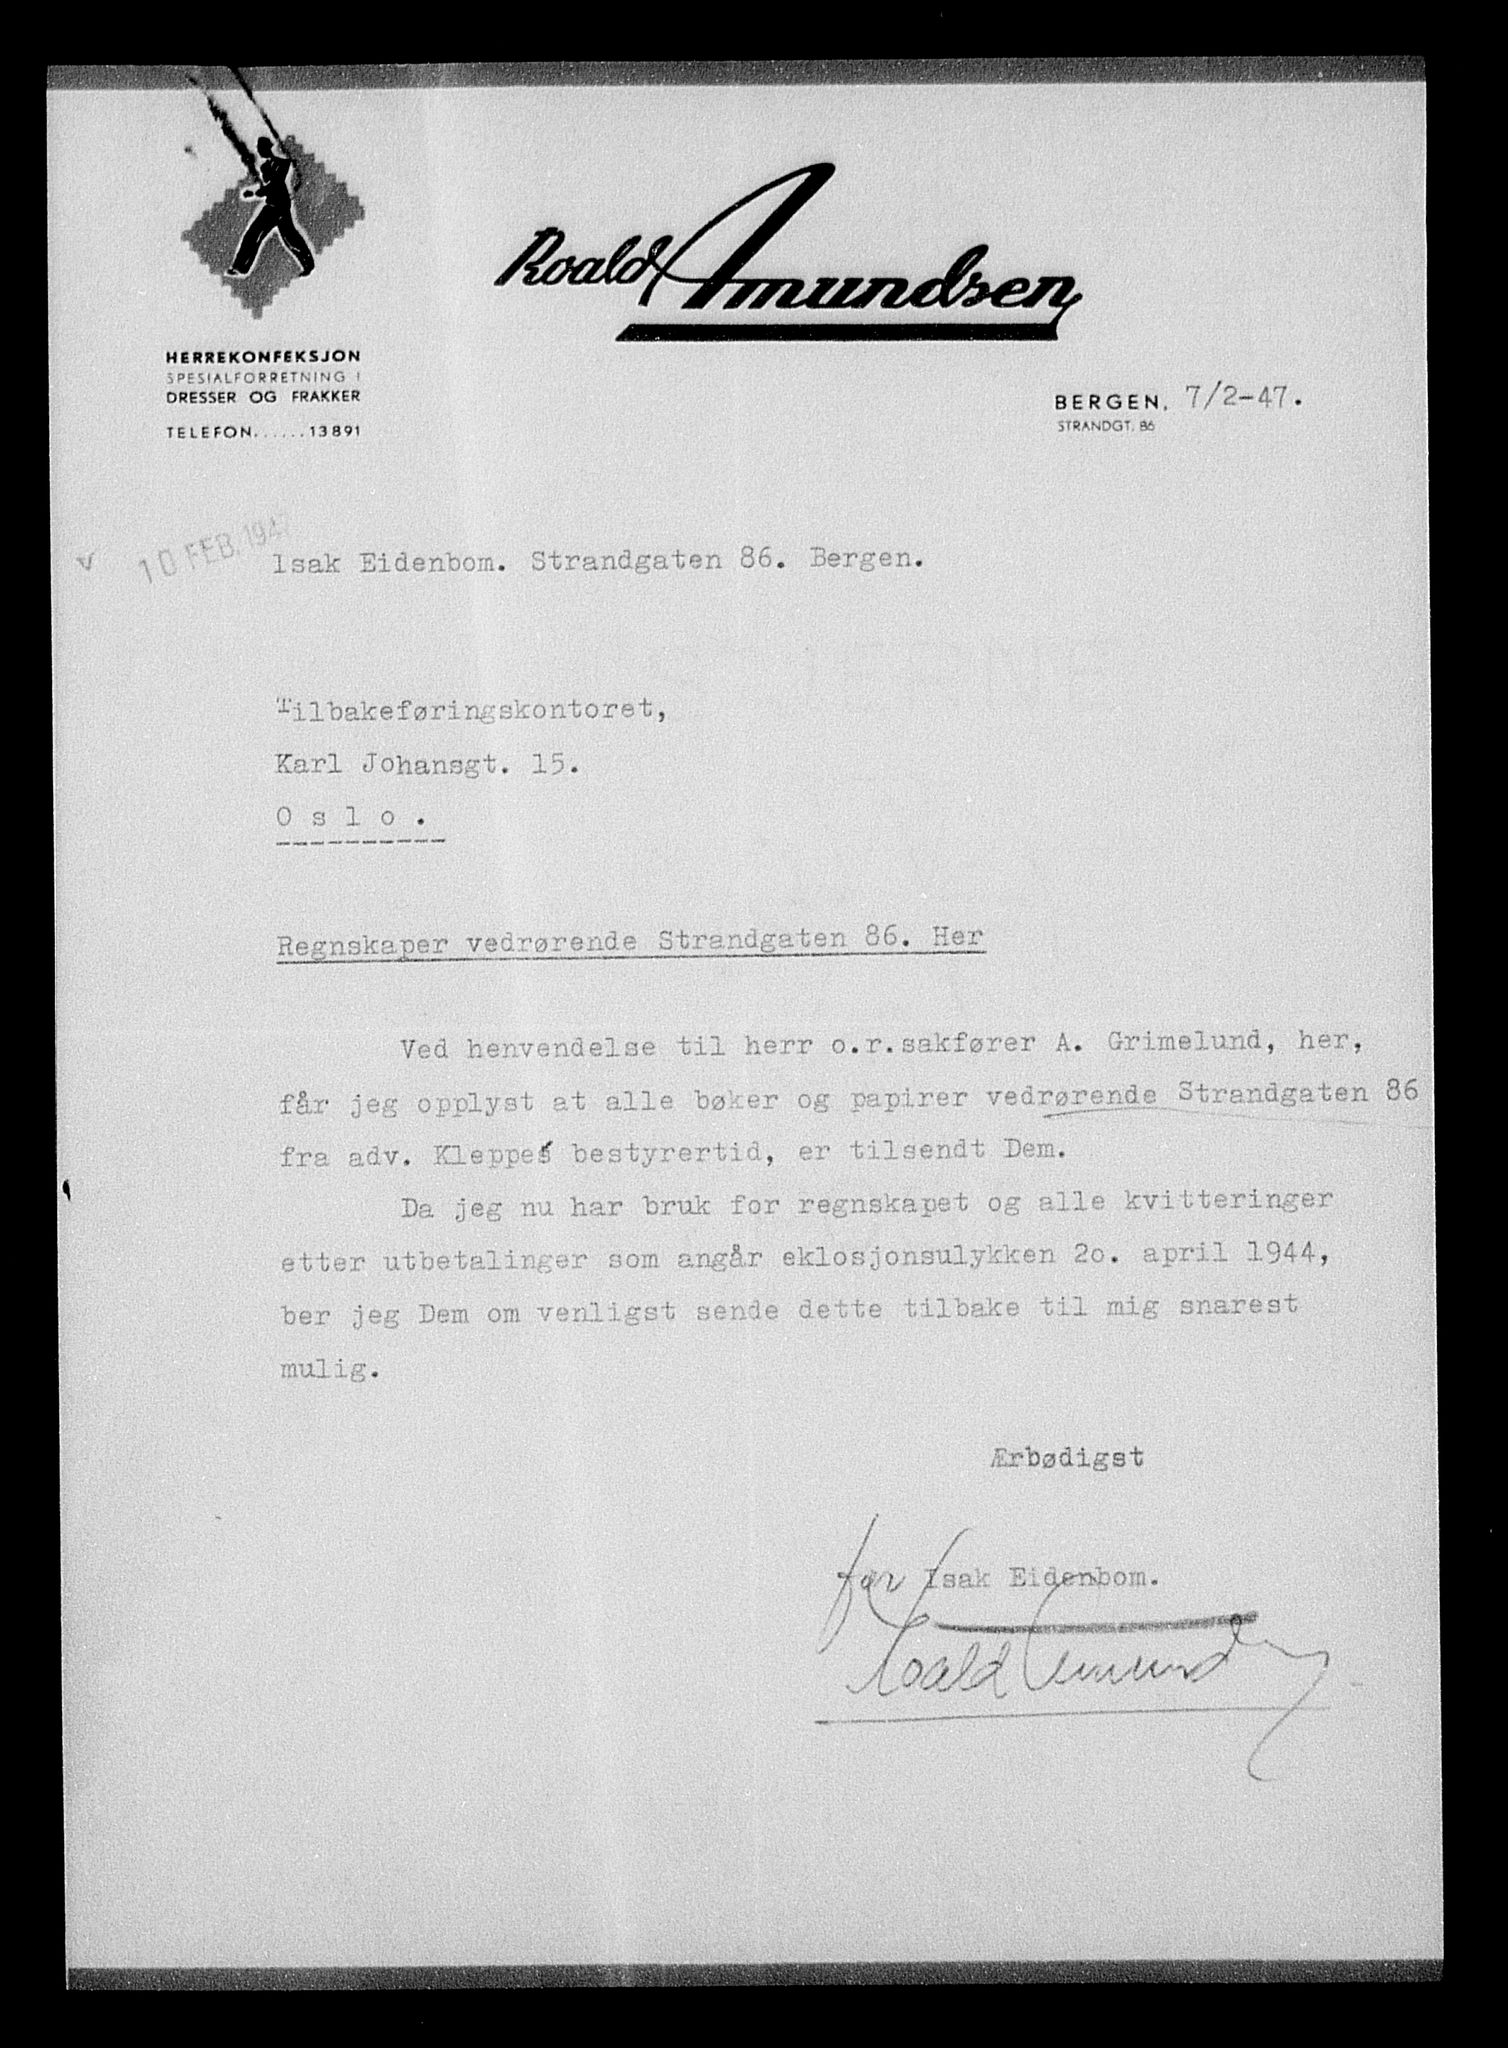 Roald Amundsen
HERREKONFEKSJON
SPESIALFORRETNING I
DRESSER OG FRAKKER
TELEFON......13891
BERGEN, 7/2-47.
STRANDGT. 86
v 10 FEB. 1947
Isak Eidenbom. Strandgaten 86. Bergen.
Tilbakeføringskontoret,
Karl Johansgt. 15.
O s l o .
Regnskaper vedrørende Strandgaten 86. Her
Ved henvendelse til herr o.r.sakfører A. Grimelund, her,
får jeg opplyst at alle bøker og papirer vedrørende Strandgaten 86
fra adv. Kleppes bestyrertid, er tilsendt Dem.
Da jeg nu har bruk for regnskapet og alle kvitteringer
etter utbetalinger som angår eklosjonsulykken 2o. april 1944,
ber jeg Dem om venligst sende dette tilbake til mig snarest
mulig.
Ærbødigst
for Isak Eidenbom.
Roald Amundsen